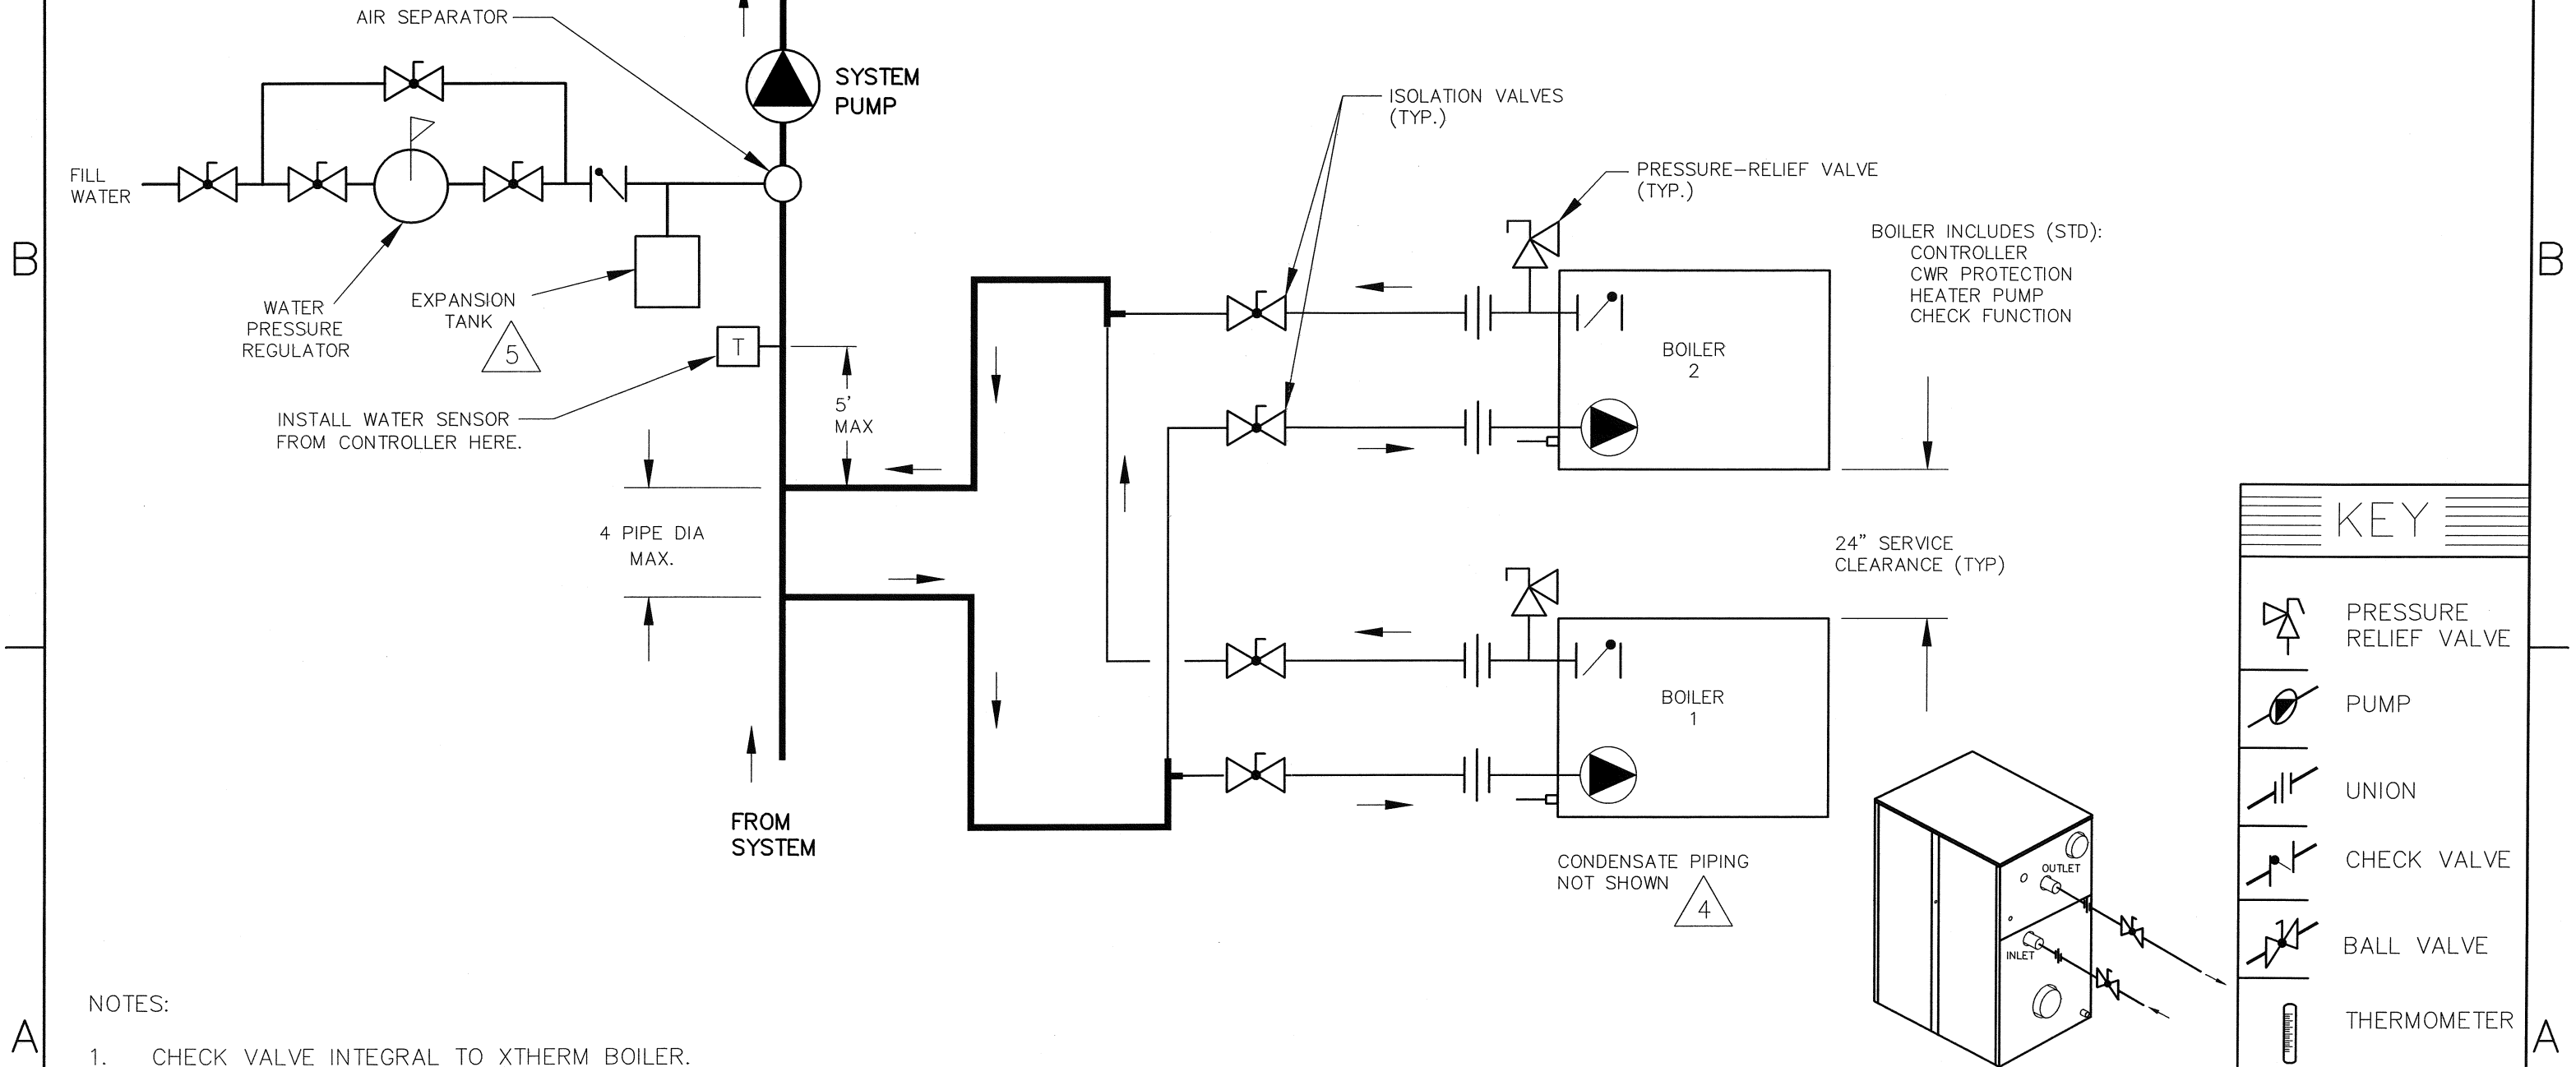 AIR SEPARATOR
SYSTEM
PUMP
ISOLATION VALVES
(TYP.)
PRESSURE-RELIEF VALVE
(TYP.)
FILL
WATER
BOILER INCLUDES (STD):
CONTROLLER
CWR PROTECTION
HEATER PUMP
CHECK FUNCTION
B
B
WATER
PRESSURE
REGULATOR
EXPANSION
TANK
5
T
BOILER
2
INSTALL WATER SENSOR
FROM CONTROLLER HERE.
5'
MAX
4 PIPE DIA
MAX.
24" SERVICE
CLEARANCE (TYP)
KEY
PRESSURE
RELIEF VALVE
PUMP
UNION
CHECK VALVE
BALL VALVE
THERMOMETER
BOILER
1
FROM
SYSTEM
CONDENSATE PIPING
NOT SHOWN
4
OUTLET
INLET
NOTES:
1. CHECK VALVE INTEGRAL TO XTHERM BOILER.
A
A